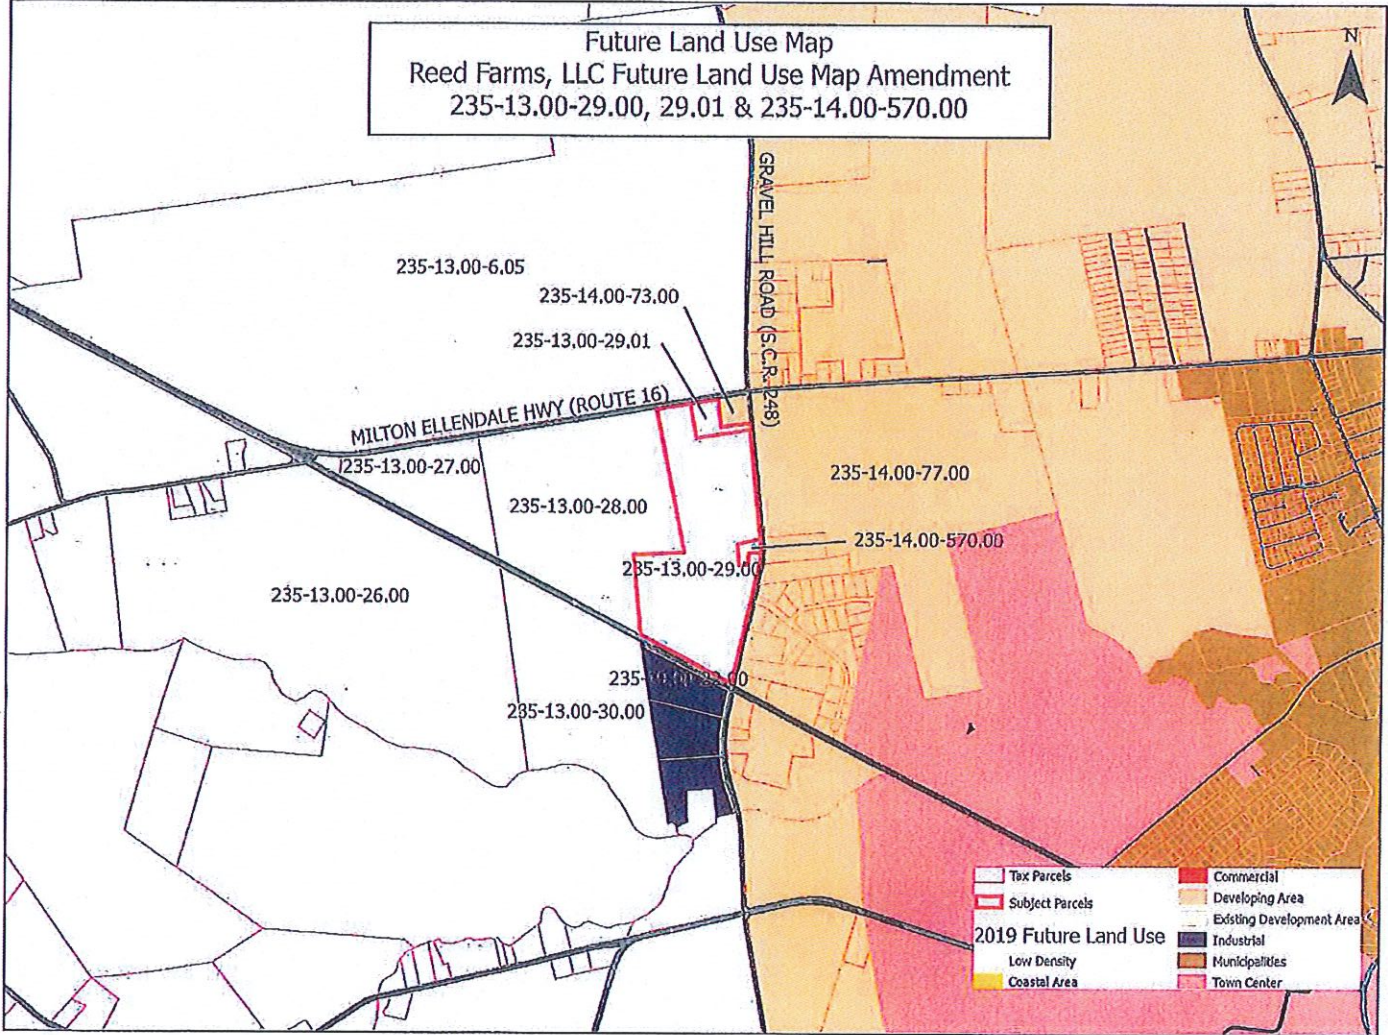 Future Land Use Map
Reed Farms, LLC Future Land Use Map Amendment
235-13.00-29.00, 29.01 & 235-14.00-570.00
N
GRAVEL HILL ROAD (S.C.R. 248)
235-13.00-6.05
235-14.00-73.00
235-13.00-29.01
MILTON ELLENDALE HWY (ROUTE 16)
235-13.00-27.00
235-14.00-77.00
235-13.00-28.00
235-14.00-570.00
235-13.00-29.00
235-13.00-26.00
235-13.00-30.00
Tax Parcels
Subject Parcels
2019 Future Land Use
Low Density
Coastal Area
Commercial
Developing Area
Existing Development Area
Industrial
Municipalities
Town Center